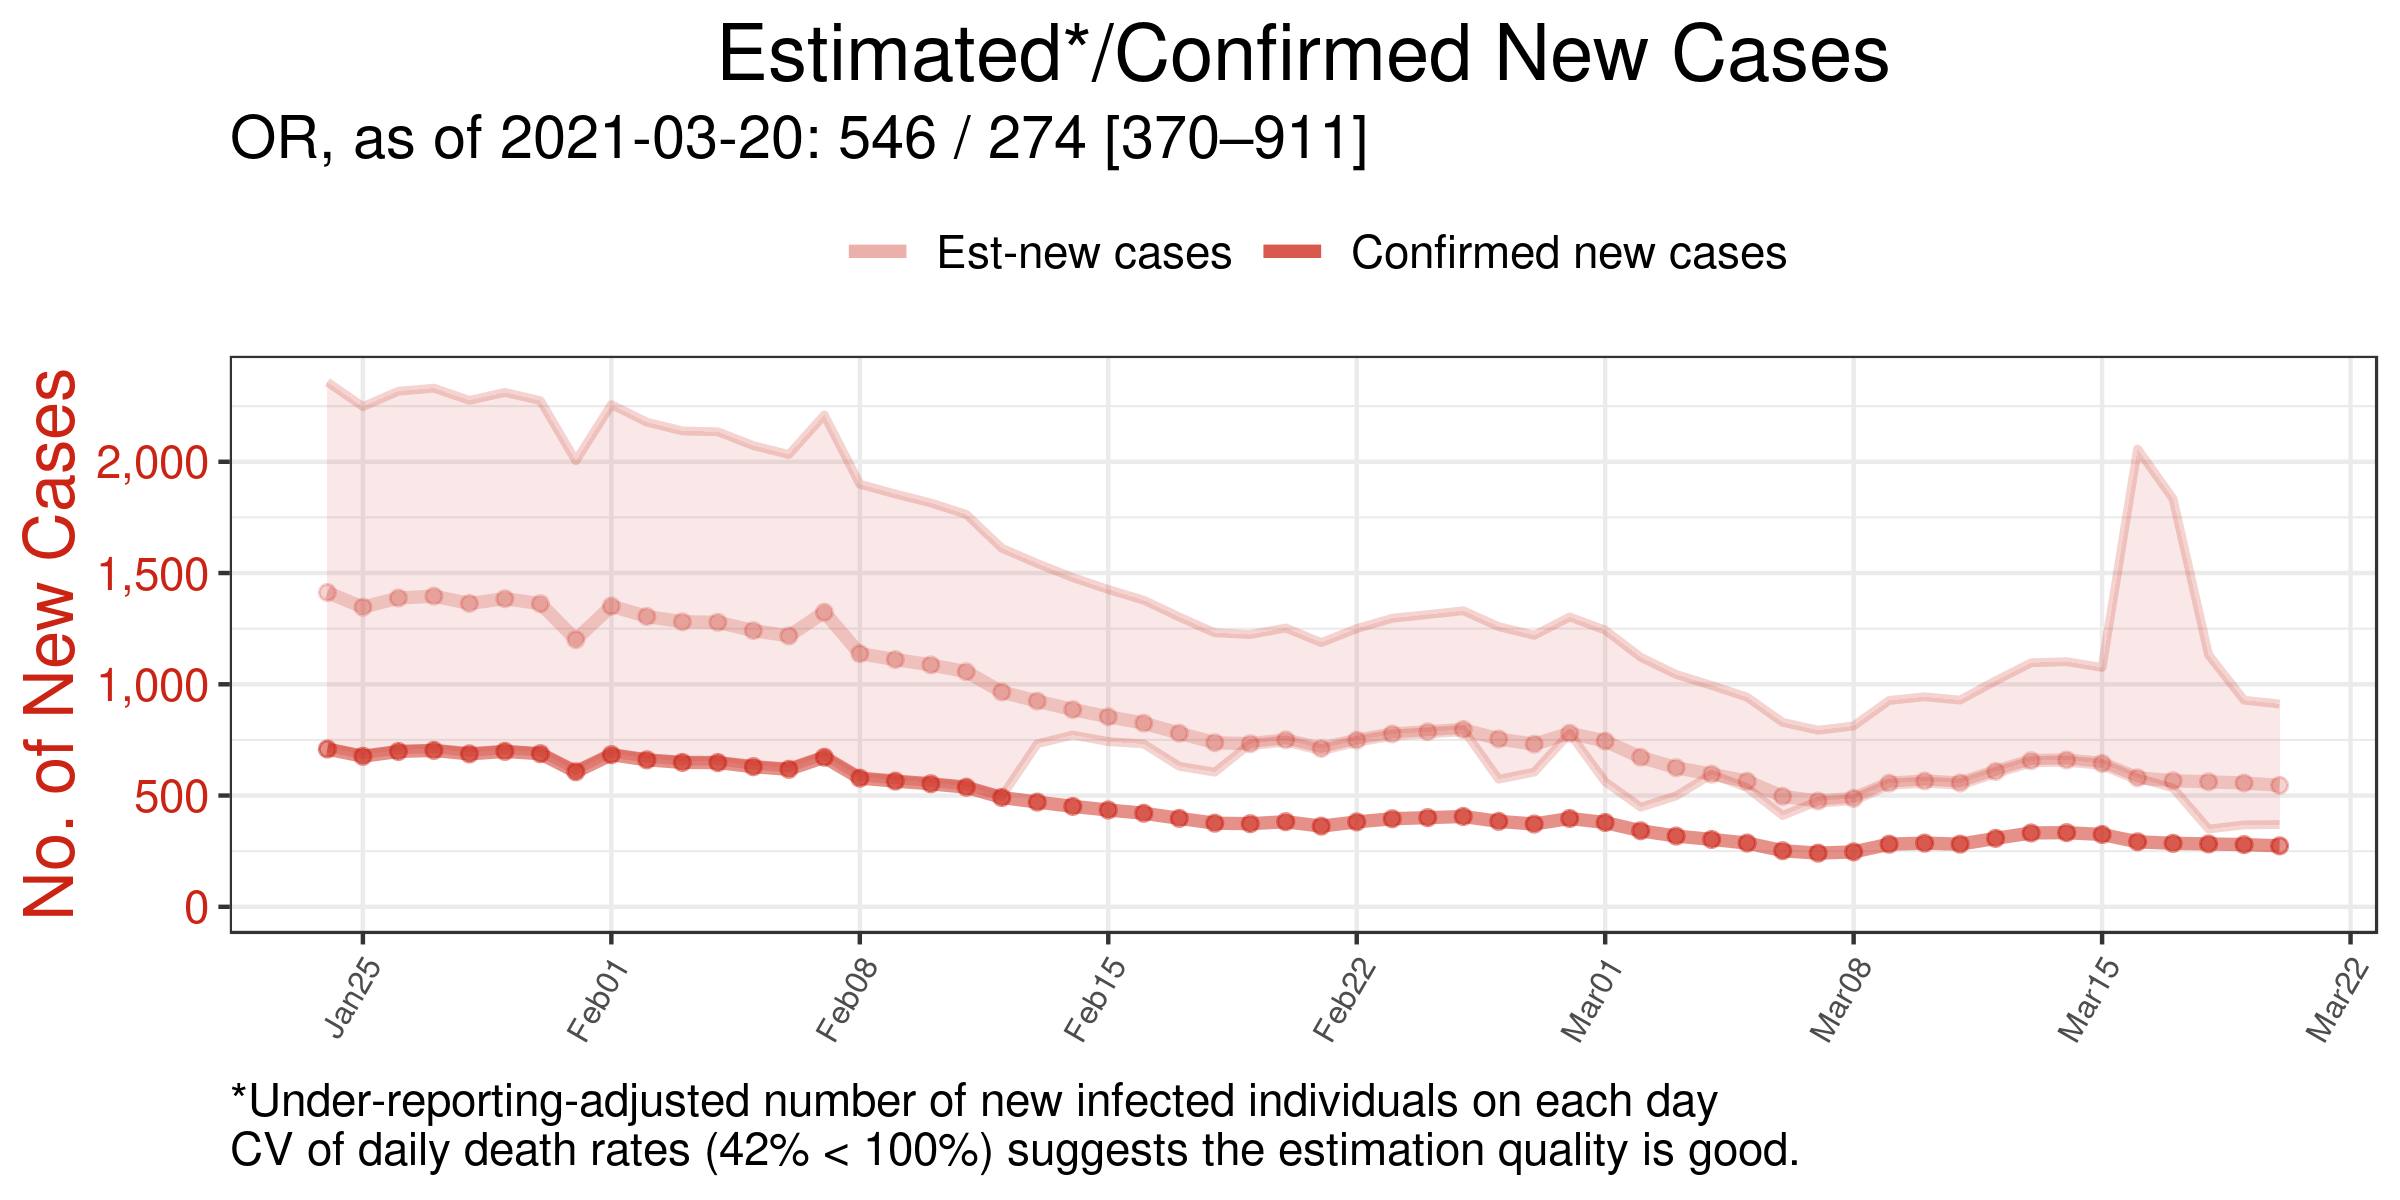 Estimated*/Confirmed New Cases
OR, as of 2021-03-20: 546 / 274 [370–911]
Est-new cases Confirmed new cases
No. of New Cases
2,000
1,500
1,000
500
0
Jan25 Feb01 Feb08 Feb15 Feb22 Mar01 Mar08 Mar15 Mar22
*Under-reporting-adjusted number of new infected individuals on each day
CV of daily death rates (42% < 100%) suggests the estimation quality is good.